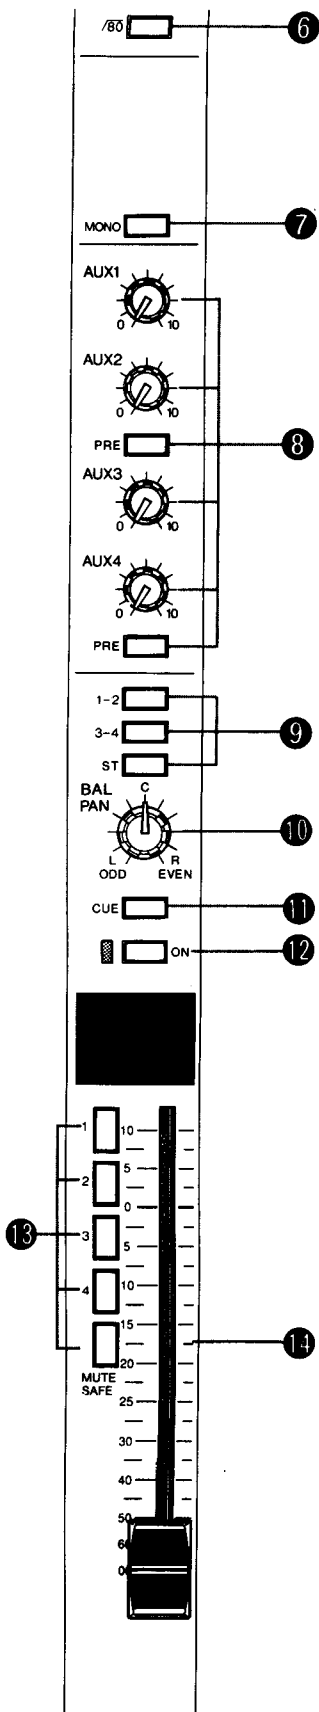 /80 6
MONO 7
AUX1
0 10
AUX2
0 10
PRE 8
AUX3
0 10
AUX4
0 10
PRE
1-2
3-4 9
ST
BAL C
PAN 10
L R
ODD EVEN
CUE 11
ON 12
1 10
5
2
0
13 3 5
4 10
15
14
20
MUTE
SAFE
25
30
40
50
60
00